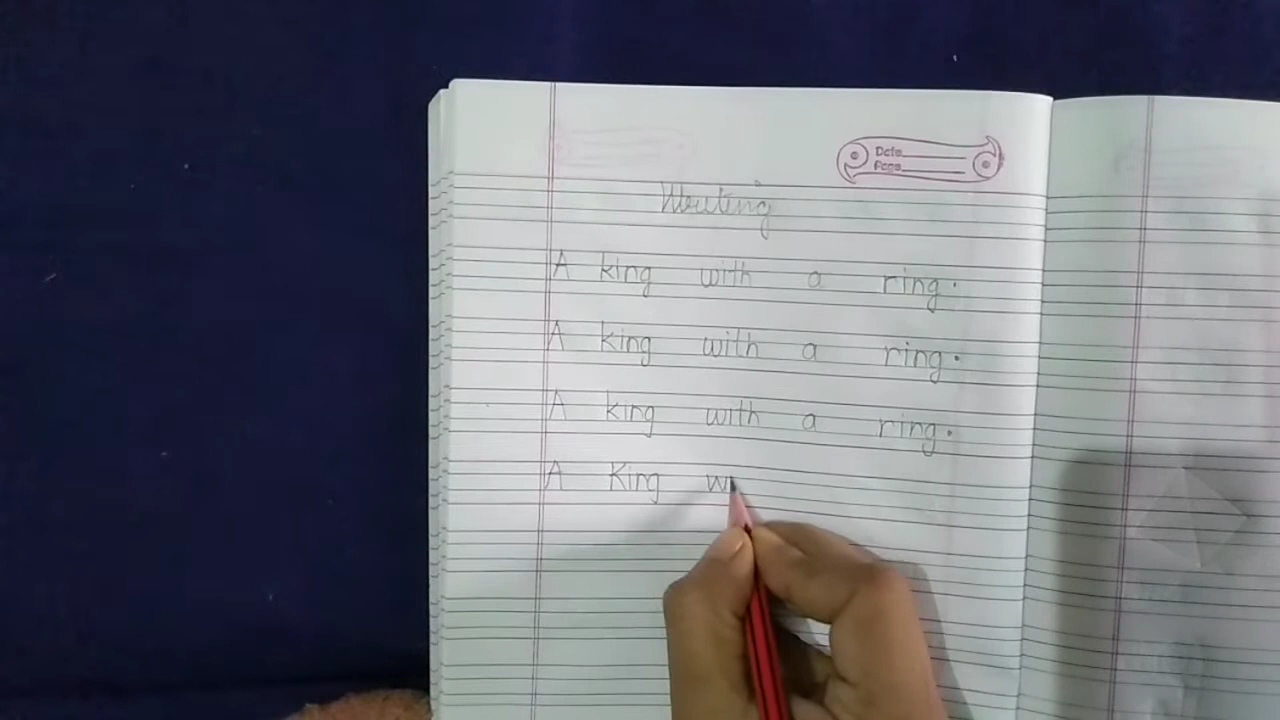 Date
Page
Writing
A king with a ring.
A king with a ring.
A king with a ring.
A King w